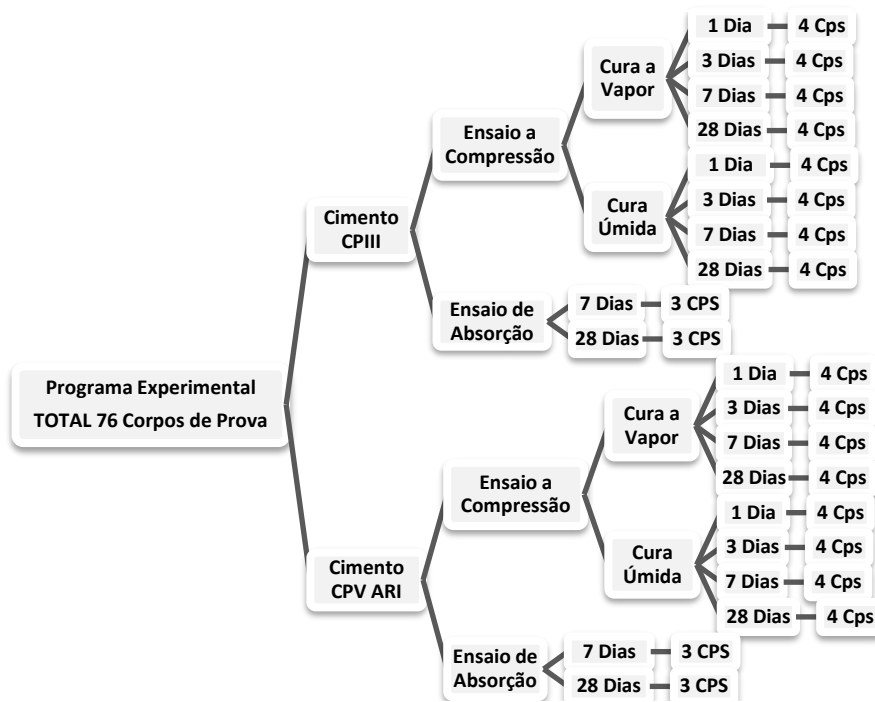 Programa Experimental
TOTAL 76 Corpos de Prova
Cimento
CPIII
Ensaio a
Compressão
Cura a
Vapor
1 Dia 4 Cps
3 Dias 4 Cps
7 Dias 4 Cps
28 Dias 4 Cps
Cura
Úmida
1 Dia 4 Cps
3 Dias 4 Cps
7 Dias 4 Cps
28 Dias 4 Cps
Ensaio de
Absorção
7 Dias 3 CPS
28 Dias 3 CPS
Cimento
CPV ARI
Ensaio a
Compressão
Cura a
Vapor
1 Dia 4 Cps
3 Dias 4 Cps
7 Dias 4 Cps
28 Dias 4 Cps
Cura
Úmida
1 Dia 4 Cps
3 Dias 4 Cps
7 Dias 4 Cps
28 Dias 4 Cps
Ensaio de
Absorção
7 Dias 3 CPS
28 Dias 3 CPS